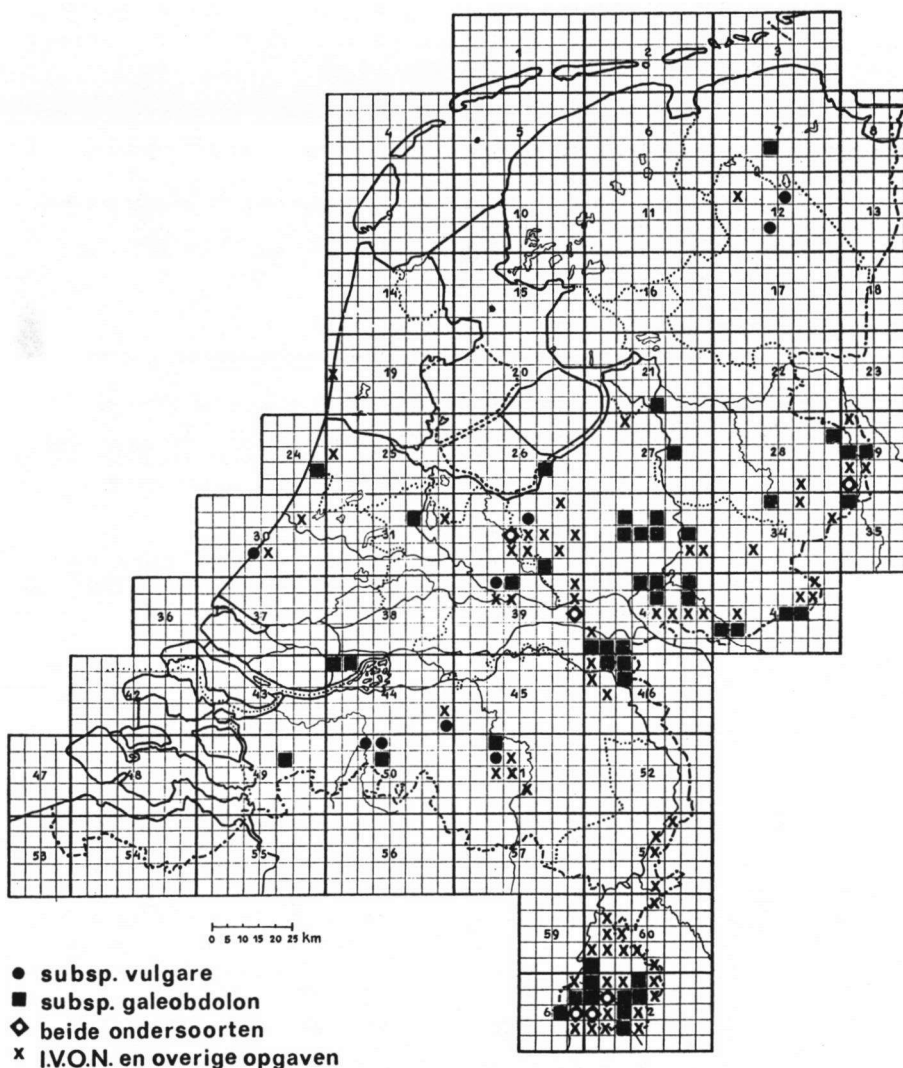 1 2 3
4 5 6 7 8
10 11 12 13
14 15 16 17 18
19 20 21 22 23
24 25 26 27 28
30 31 34 35
36 37 38 39
42 43 44 45 46
47 48 49 50 52
53 54 55 56 57
59 60
0 5 10 15 20 25 km
● subsp. vulgare
■ subsp. galeobdolon
◇ beide ondersoorten
x I.V.O.N. en overige opgaven